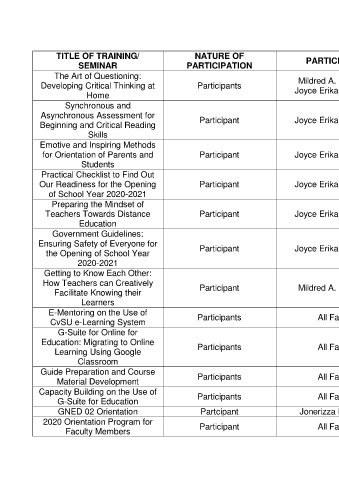 TITLE OF TRAINING/ SEMINAR
NATURE OF PARTICIPATION
PARTICI
The Art of Questioning:
Developing Critical Thinking at
Home
Participants
Mildred A.
Joyce Erika
Synchronous and
Asynchronous Assessment for
Beginning and Critical Reading
Skills
Participant
Joyce Erika
Emotive and Inspiring Methods
for Orientation of Parents and
Students
Participant
Joyce Erika
Practical Checklist to Find Out
Our Readiness for the Opening
of School Year 2020-2021
Participant
Joyce Erika
Preparing the Mindset of
Teachers Towards Distance
Education
Participant
Joyce Erika
Government Guidelines:
Ensuring Safety of Everyone for
the Opening of School Year
2020-2021
Participant
Joyce Erika
Getting to Know Each Other:
How Teachers can Creatively
Facilitate Knowing their
Learners
Participant
Mildred A.
E-Mentoring on the Use of
CvSU e-Learning System
Participants
All Fa
G-Suite for Online for
Education: Migrating to Online
Learning Using Google
Classroom
Participants
All Fa
Guide Preparation and Course
Material Development
Participants
All Fa
Capacity Building on the Use of
G-Suite for Education
Participants
All Fa
GNED 02 Orientation
Partcipant
Jonerizza
2020 Orientation Program for
Faculty Members
Participant
All Fa